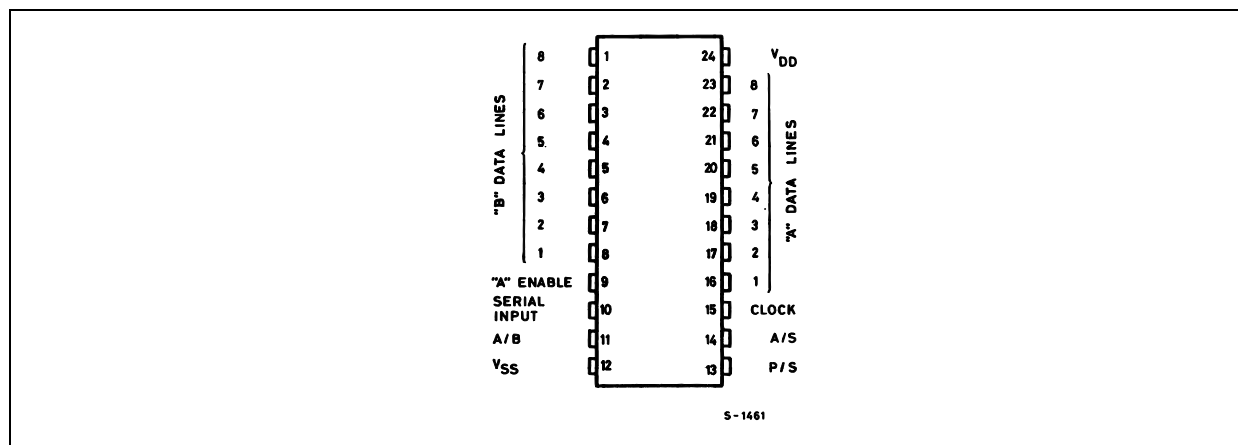 8 1 24 VDD
7 2 23 8
6 3 22 7
5. 4 21 6
4 5 20 5
3 6 19 4
2 7 18 3
1 8 17 2
"B" DATA LINES
"A" DATA LINES
"A" ENABLE 9 16 1
SERIAL
INPUT 10 15 CLOCK
A/B 11 14 A/S
VSS 12 13 P/S
S-1461